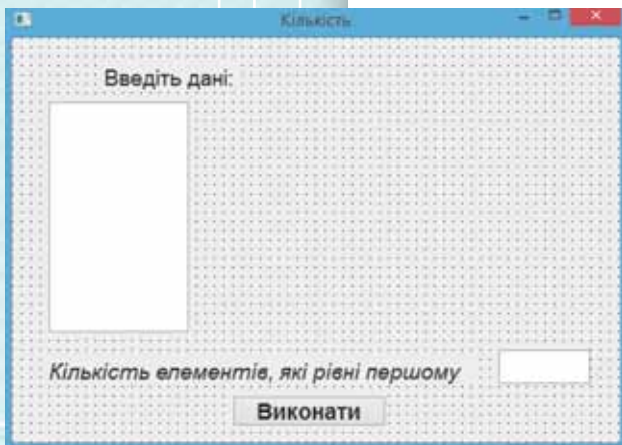 Кількість
Введіть дані:
Кількість елементів, які рівні першому
Виконати